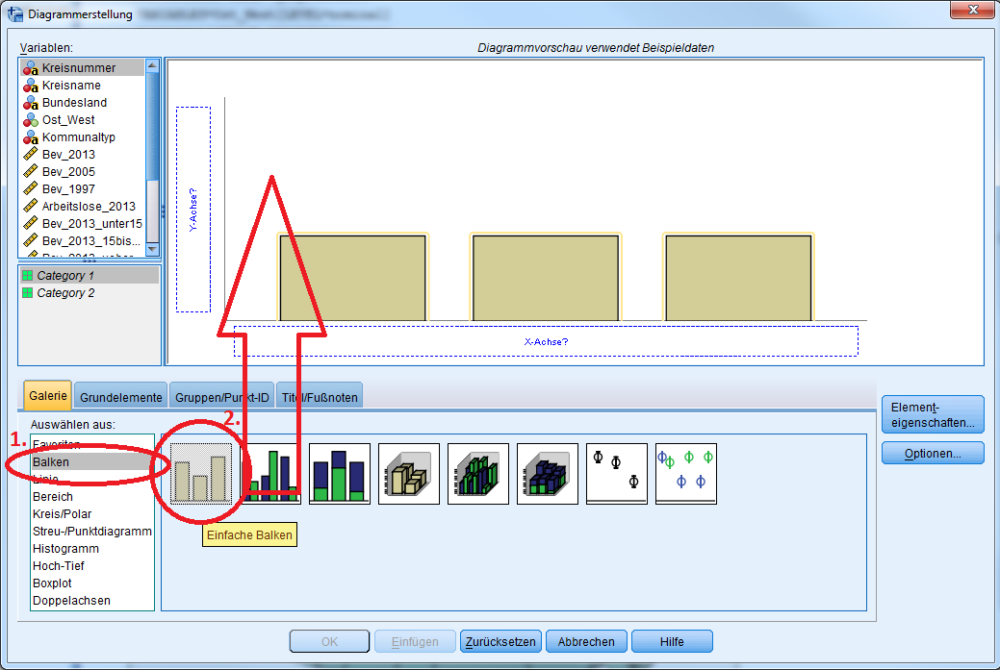 Diagrammerstellung
Variablen:
Diagrammvorschau verwendet Beispieldaten
Kreisnummer
Kreisname
Bundesland
Ost_West
Kommunaltyp
Bev_2013
Bev_2005
Bev_1997
Arbeitslose_2013
Bev_2013_unter15
Bev_2013_15bis...
Category 1
Category 2
Y-Achse?
X-Achse?
Galerie
Grundelemente
Gruppen/Punkt-ID
Titel/Fußnoten
Auswählen aus:
1.
2.
Favoriten
Balken
Linie
Bereich
Kreis/Polar
Streu-/Punktdiagramm
Histogramm
Hoch-Tief
Boxplot
Doppelachsen
Einfache Balken
Element-
eigenschaften...
Optionen...
OK
Einfügen
Zurücksetzen
Abbrechen
Hilfe